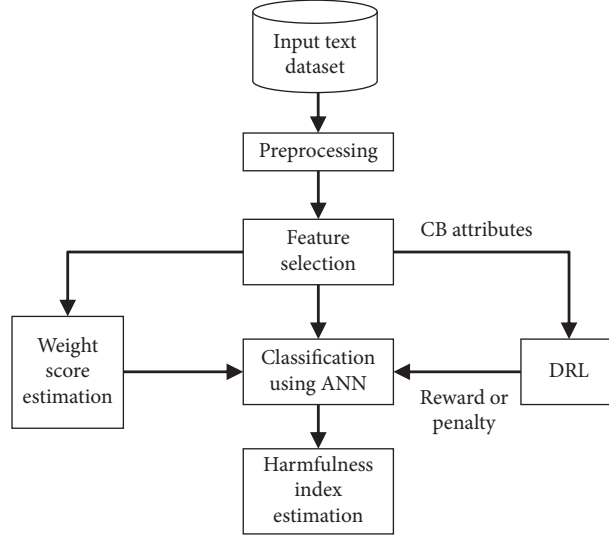 Input text
dataset
Preprocessing
Feature
selection
CB attributes
Weight
score
estimation
Classification
using ANN
DRL
Reward or
penalty
Harmfulness
index
estimation